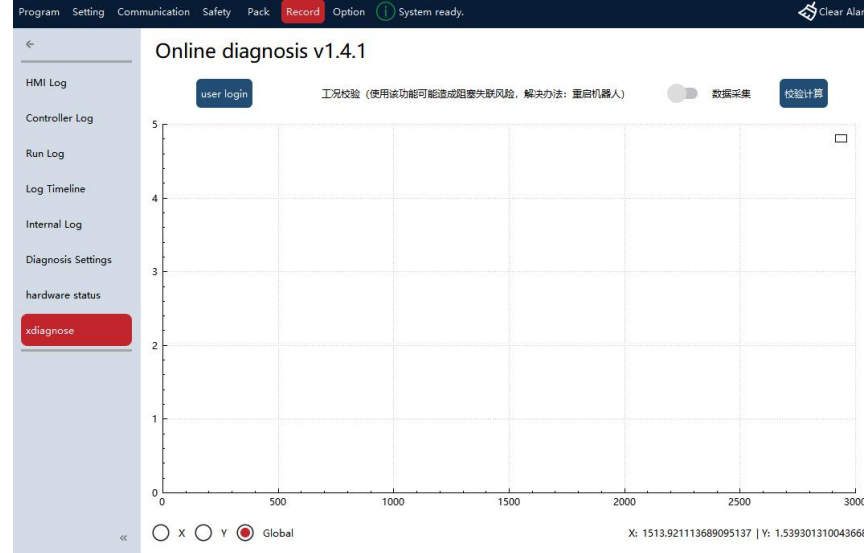 Program Setting Communication Safety Pack Record Option System ready. Clear Alar
HMI Log
Controller Log
Run Log
Log Timeline
Internal Log
Diagnosis Settings
hardware status
xdiagnose
«
Online diagnosis v1.4.1
user login 工况校验（使用该功能可能造成阻塞失联风险，解决办法：重启机器人） 数据采集 校验计算
5
4
3
2
1
0
0 500 1000 1500 2000 2500 3000
X Y Global X: 1513.921113689095137 | Y: 1.539301310043668